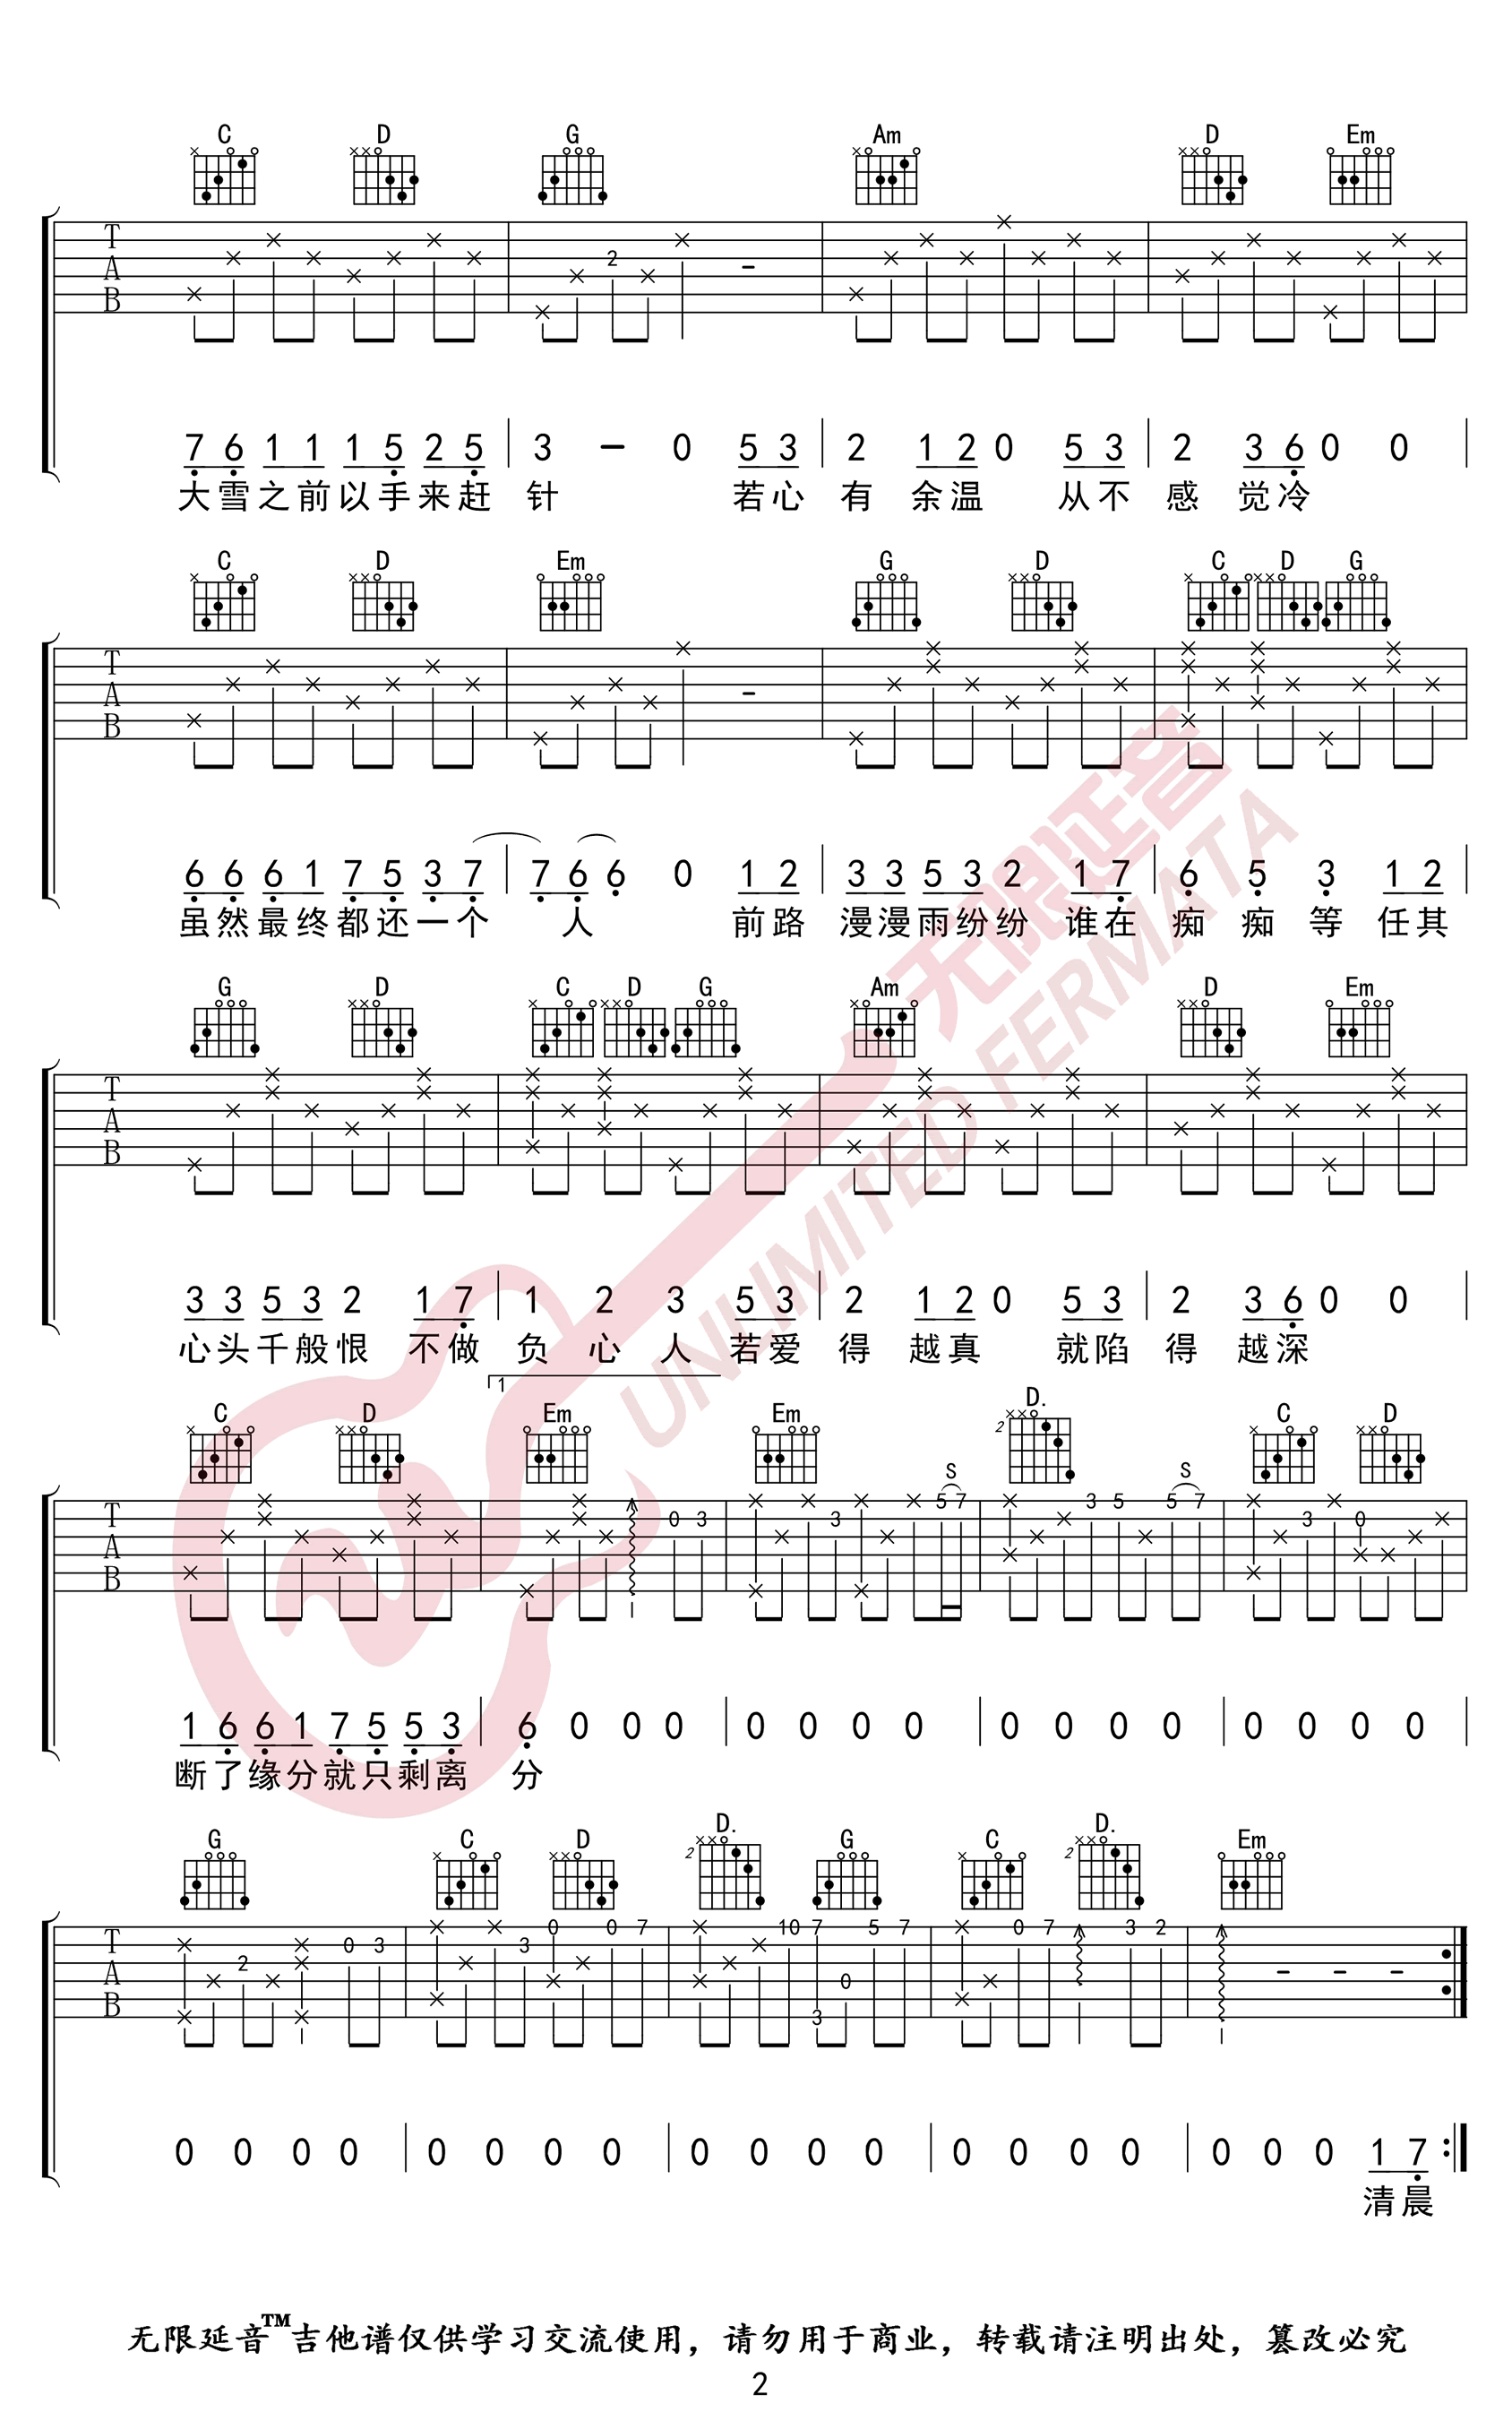 C D G Am D Em
T A B 2 -
7 6 1 1 1 5 2 5 3 - 0 5 3 2 1 2 0 5 3 2 3 6 0 0
大雪之前以手来赶 针 若心 有 余温 从不 感 觉冷
C D Em G D C D G
T A B -
6 6 6 1 7 5 3 7 7 6 6 0 1 2 3 3 5 3 2 1 7 6 5 3 1 2
虽然最终都还一个 人 前路 漫漫雨纷纷 谁在 痴 痴 等 任其
G D C D G Am D Em
T A B
3 3 5 3 2 1 7 1 2 3 5 3 2 1 2 0 5 3 2 3 6 0 0
心头千般恨 不做 负 心 人 若爱 得 越真 就陷 得 越深
1
C D Em Em 2 D. C D
S S
T A B 0 3 3 5 7 3 5 5 7 3 0
1 6 6 1 7 5 5 3 6 0 0 0 0 0 0 0 0 0 0 0 0 0 0 0
断了缘分就只剩离 分
G C D 2 D. G C 2 D. Em
T A B 2 0 3 3 0 0 7 10 7 3 0 5 7 0 7 3 2 - - -
0 0 0 0 0 0 0 0 0 0 0 0 0 0 0 0 0 0 0 1 7
清晨
无限延音™吉他谱仅供学习交流使用，请勿用于商业，转载请注明出处，篡改必究
2
无限延音
UNLIMITED FERMATA